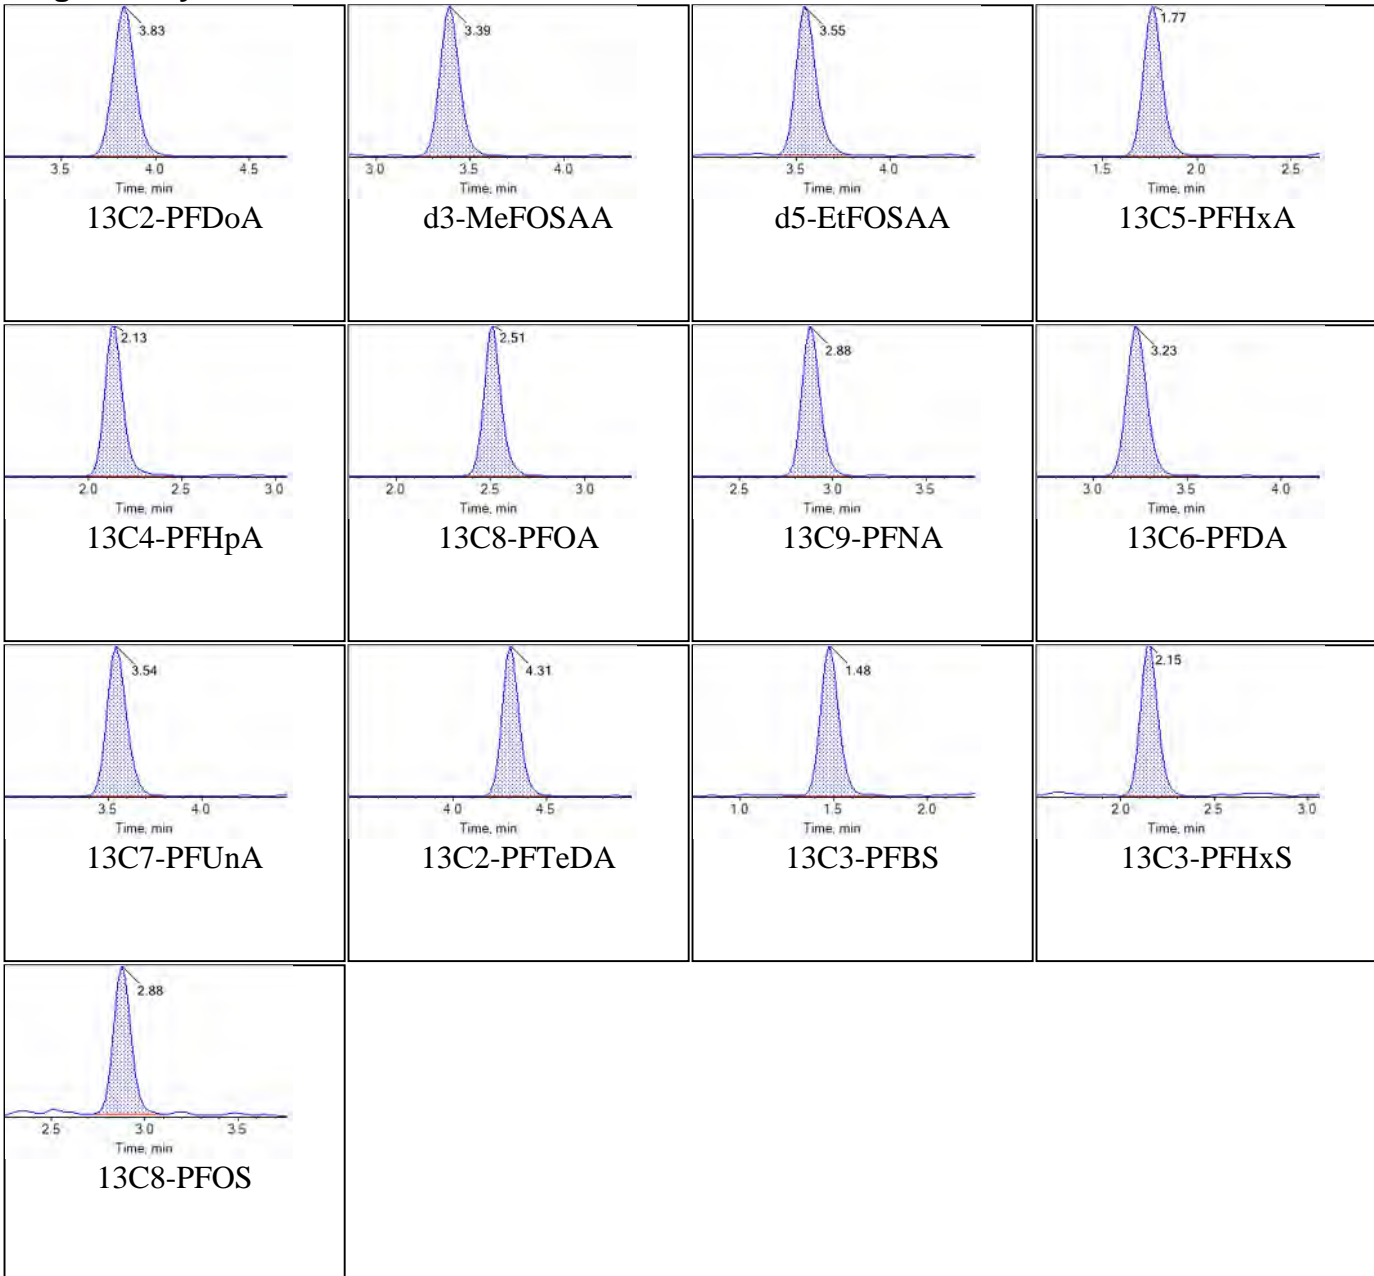 3.83
3.5 4.0 4.5
Time, min
13C2-PFDoA
3.39
3.0 3.5 4.0
Time, min
d3-MeFOSAA
3.55
3.5 4.0
Time, min
d5-EtFOSAA
1.77
1.5 2.0 2.5
Time, min
13C5-PFHxA
2.13
2.0 2.5 3.0
Time, min
13C4-PFHpA
2.51
2.0 2.5 3.0
Time, min
13C8-PFOA
2.88
2.5 3.0 3.5
Time, min
13C9-PFNA
3.23
3.0 3.5 4.0
Time, min
13C6-PFDA
3.54
3.5 4.0
Time, min
13C7-PFUnA
4.31
4.0 4.5
Time, min
13C2-PFTeDA
1.48
1.0 1.5 2.0
Time, min
13C3-PFBS
2.15
2.0 2.5 3.0
Time, min
13C3-PFHxS
2.88
2.5 3.0 3.5
Time, min
13C8-PFOS